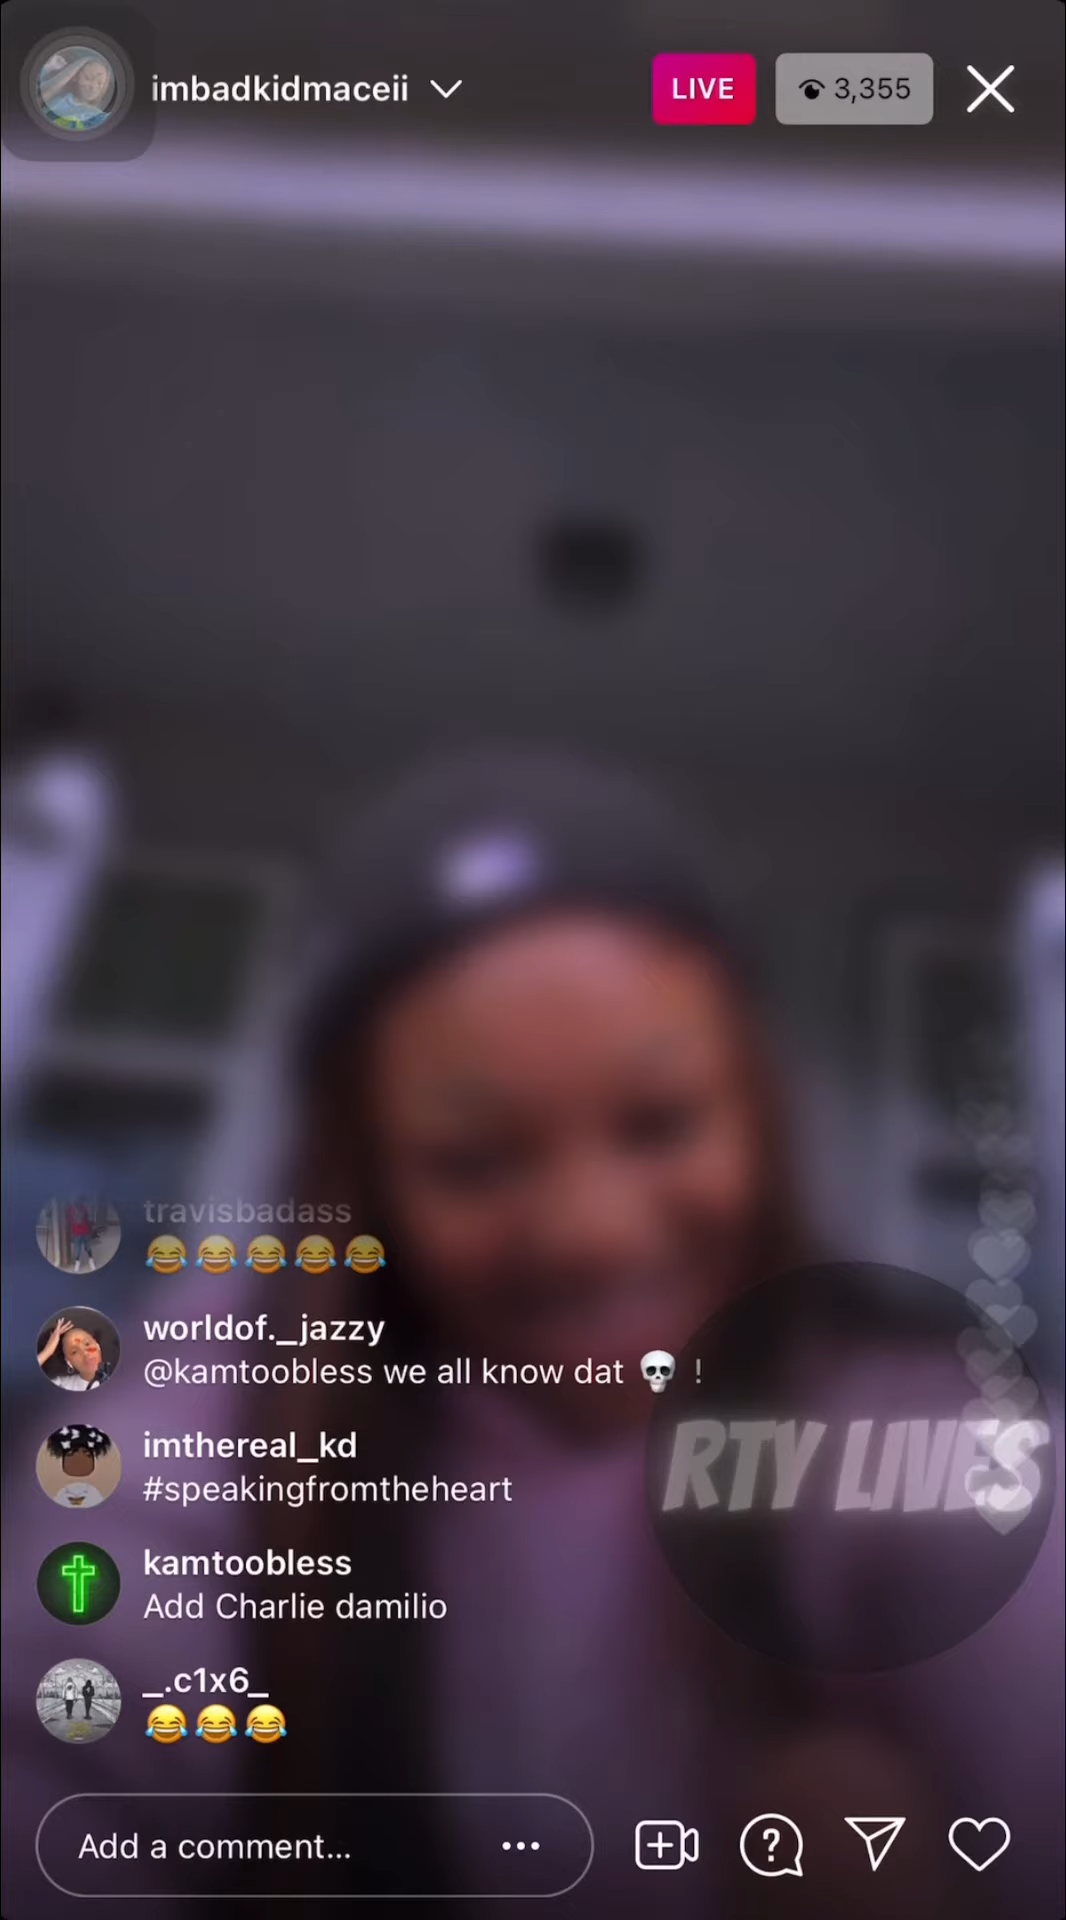 imbadkidmaceii
LIVE
3,355
travisbadass
😂😂😂😂😂
worldof._jazzy
@kamtoobless we all know dat 💀 !
imthereal_kd
#speakingfromtheheart
kamtoobless
Add Charlie damilio
_.c1x6_
😂😂😂
RTY LIVES
Add a comment...